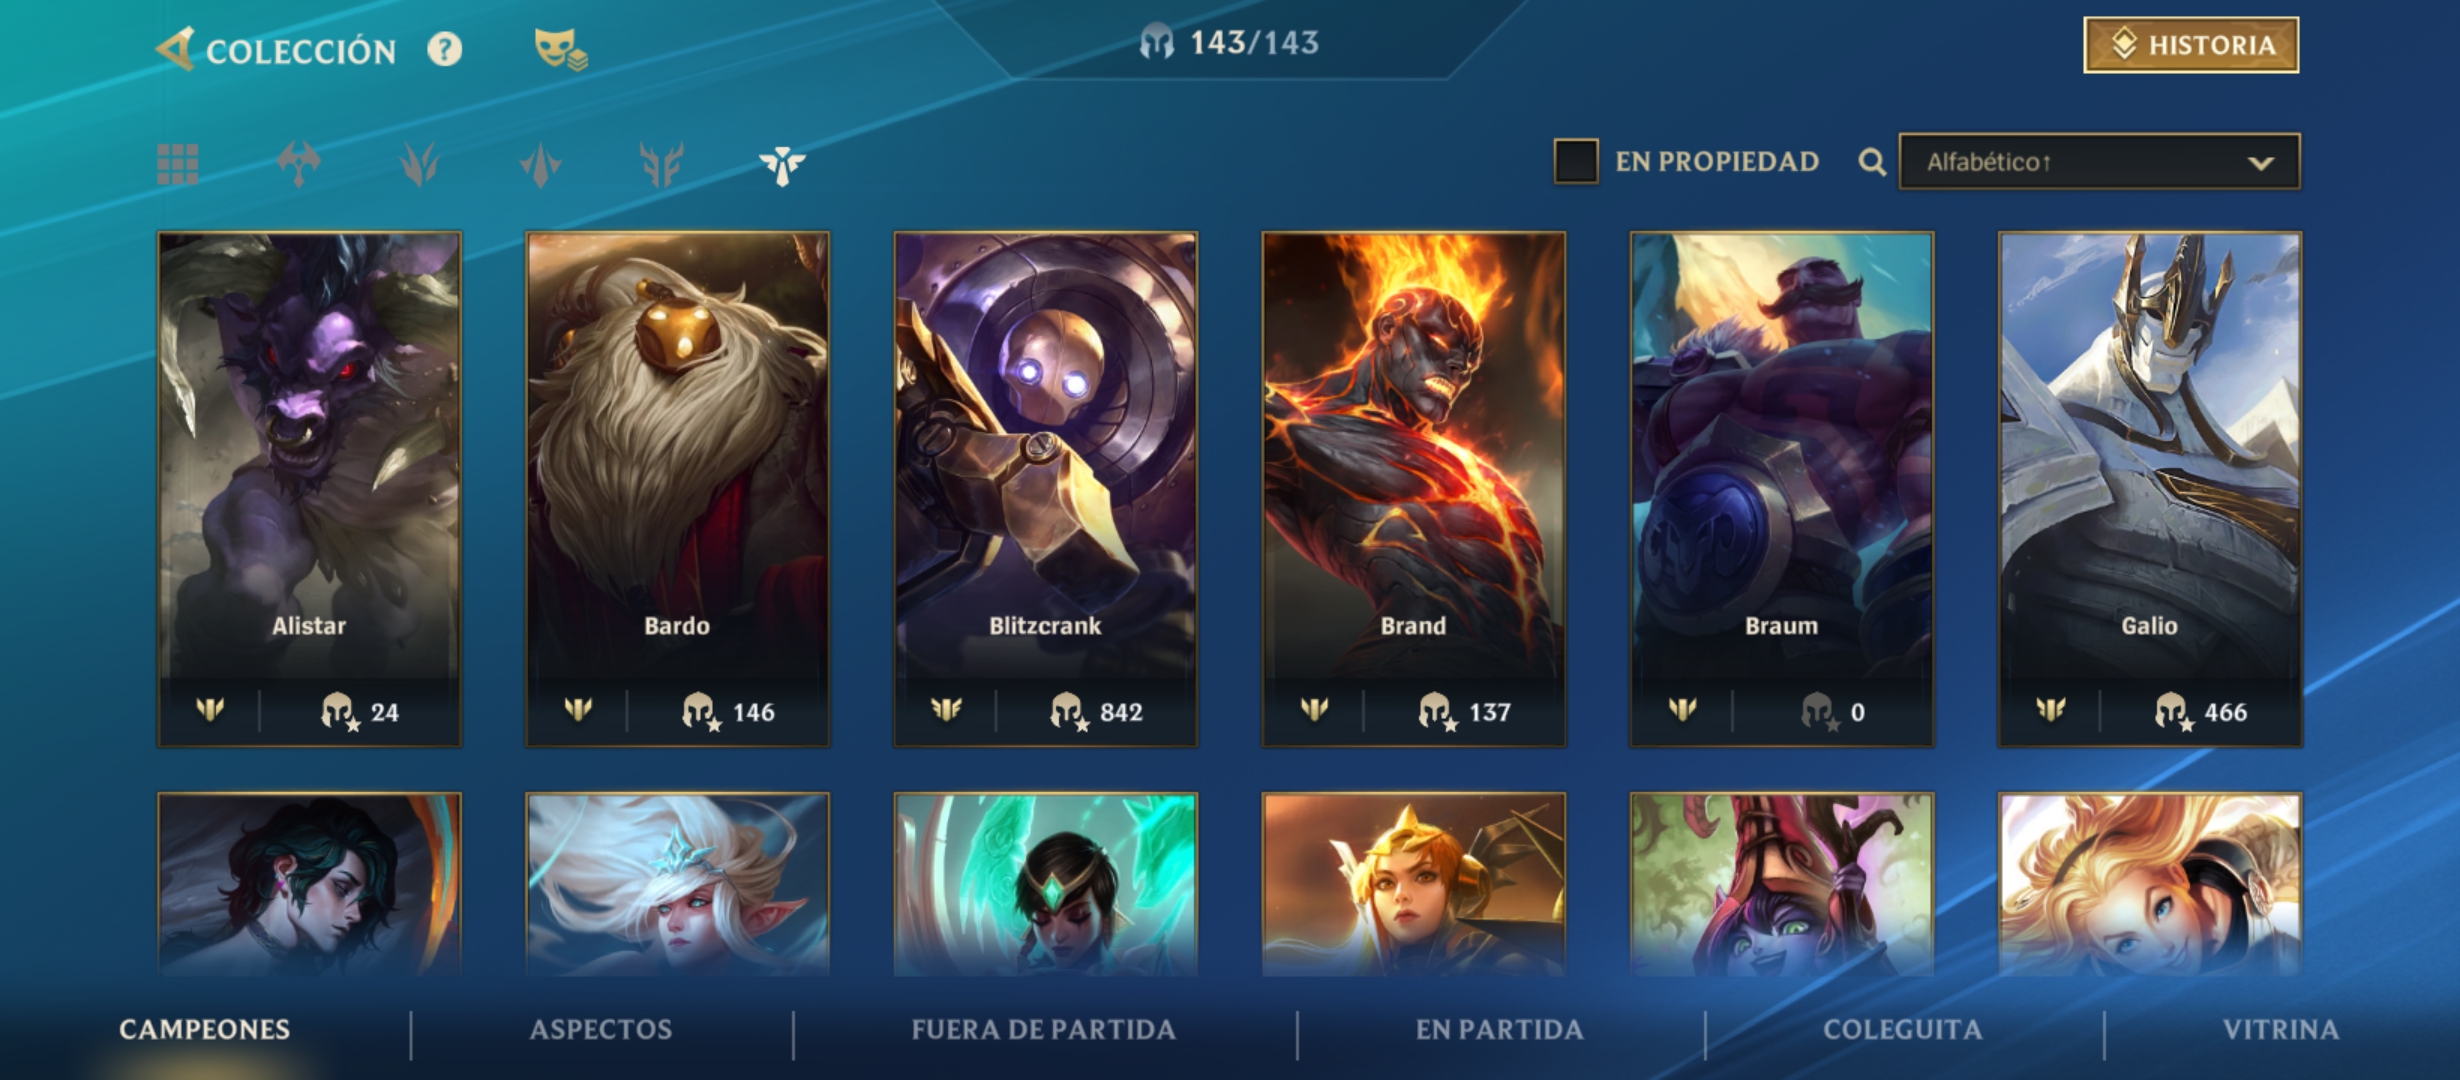 COLECCIÓN
?
143/143
HISTORIA
EN PROPIEDAD
Alfabético↑
Alistar
Bardo
Blitzcrank
Brand
Braum
Galio
24
146
842
137
0
466
CAMPEONES
ASPECTOS
FUERA DE PARTIDA
EN PARTIDA
COLEGUITA
VITRINA